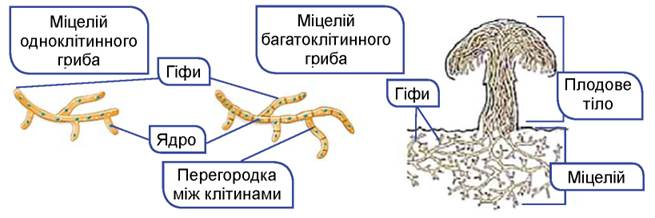 Міцелій
одноклітинного
гриба
Гіфи
Міцелій
багатоклітинного
гриба
Ядро
Перегородка
між клітинами
Гіфи
Плодове
тіло
Міцелій